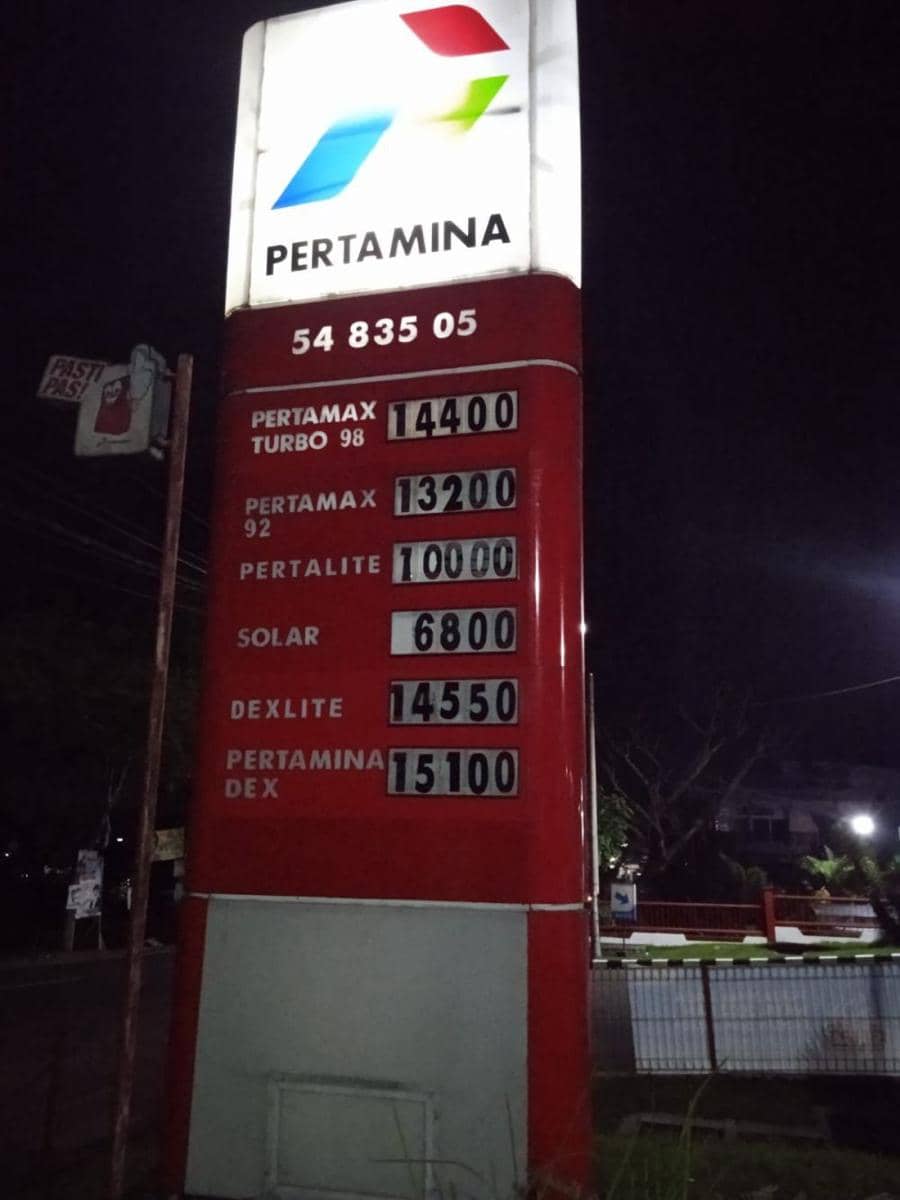 PERTAMINA
54 835 05
PASTI
PAS!
PERTAMAX 14400
TURBO 98
PERTAMAX 13200
92
PERTALITE 10000
SOLAR 6800
DEXLITE 14550
PERTAMINA 15100
DEX